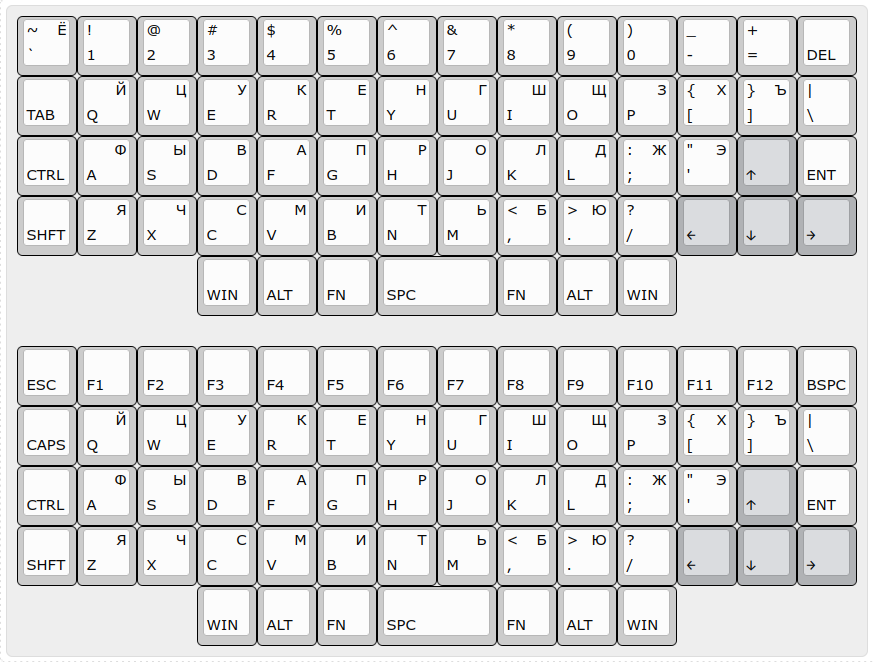 ~ Ё ! @ # $ % ^ & * ( ) _ +
` 1 2 3 4 5 6 7 8 9 0 - = DEL
Й Ц У К Е Н Г Ш Щ З { Х } Ъ |
TAB Q W E R T Y U I O P [ ] \
Ф Ы В А П Р О Л Д : Ж " Э
CTRL A S D F G H J K L ; ' ↑ ENT
Я Ч С М И Т Ь < Б > Ю ?
SHFT Z X C V B N M , . / ← ↓ →
WIN ALT FN SPC FN ALT WIN
ESC F1 F2 F3 F4 F5 F6 F7 F8 F9 F10 F11 F12 BSPC
Й Ц У К Е Н Г Ш Щ З { Х } Ъ |
CAPS Q W E R T Y U I O P [ ] \
Ф Ы В А П Р О Л Д : Ж " Э
CTRL A S D F G H J K L ; ' ↑ ENT
Я Ч С М И Т Ь < Б > Ю ?
SHFT Z X C V B N M , . / ← ↓ →
WIN ALT FN SPC FN ALT WIN